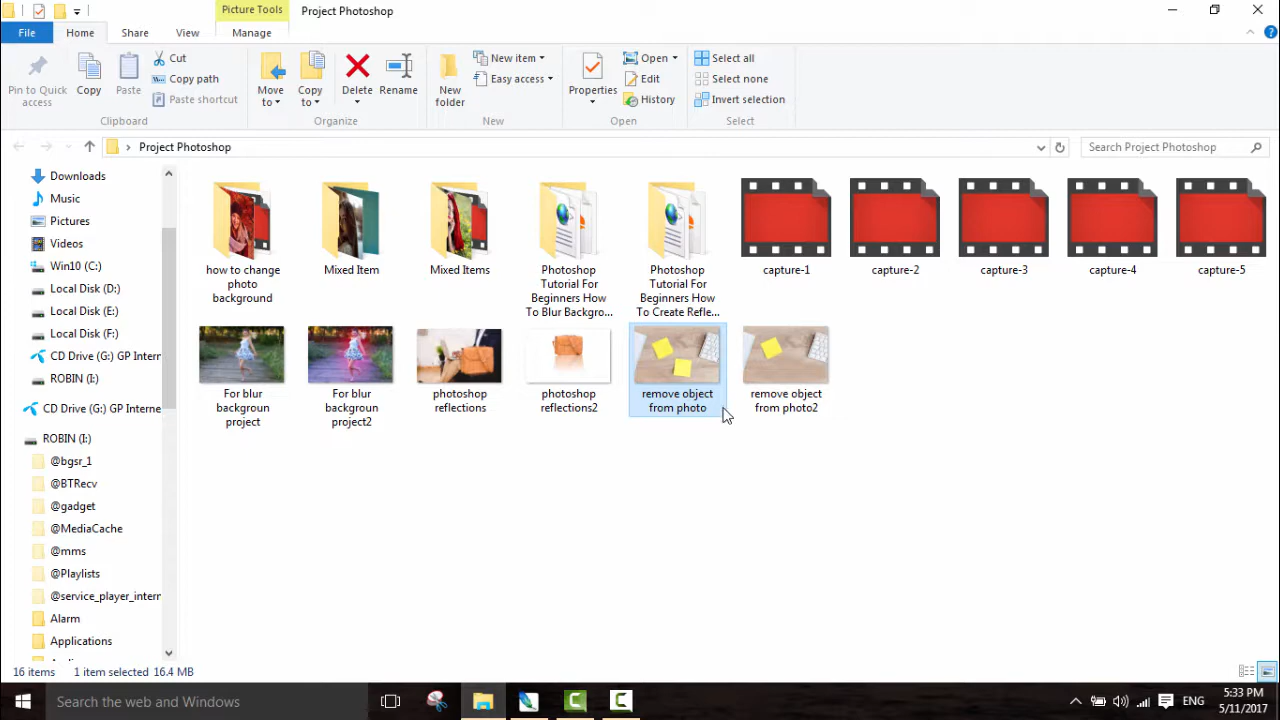 Picture Tools
Project Photoshop
File
Home
Share
View
Manage
Pin to Quick access
Copy
Paste
Cut
Copy path
Paste shortcut
Clipboard
Move to
Copy to
Delete
Rename
Organize
New folder
New item
Easy access
New
Properties
Open
Edit
History
Open
Select all
Select none
Invert selection
Select
Project Photoshop
Search Project Photoshop
Downloads
Music
Pictures
Videos
Win10 (C:)
Local Disk (D:)
Local Disk (E:)
Local Disk (F:)
CD Drive (G:) GP Intern
ROBIN (I:)
CD Drive (G:) GP Interne
ROBIN (I:)
@bgsr_1
@BTRecv
@gadget
@MediaCache
@mms
@Playlists
@service_player_intern
Alarm
Applications
how to change
photo
background
Mixed Item
Mixed Items
Photoshop
Tutorial For
Beginners How
To Blur Backgro...
Photoshop
Tutorial For
Beginners How
To Create Refle...
capture-1
capture-2
capture-3
capture-4
capture-5
For blur
backgroun
project
For blur
backgroun
project2
photoshop
reflections
photoshop
reflections2
remove object
from photo
remove object
from photo2
16 items
1 item selected 16.4 MB
Search the web and Windows
ENG
5:33 PM
5/11/2017